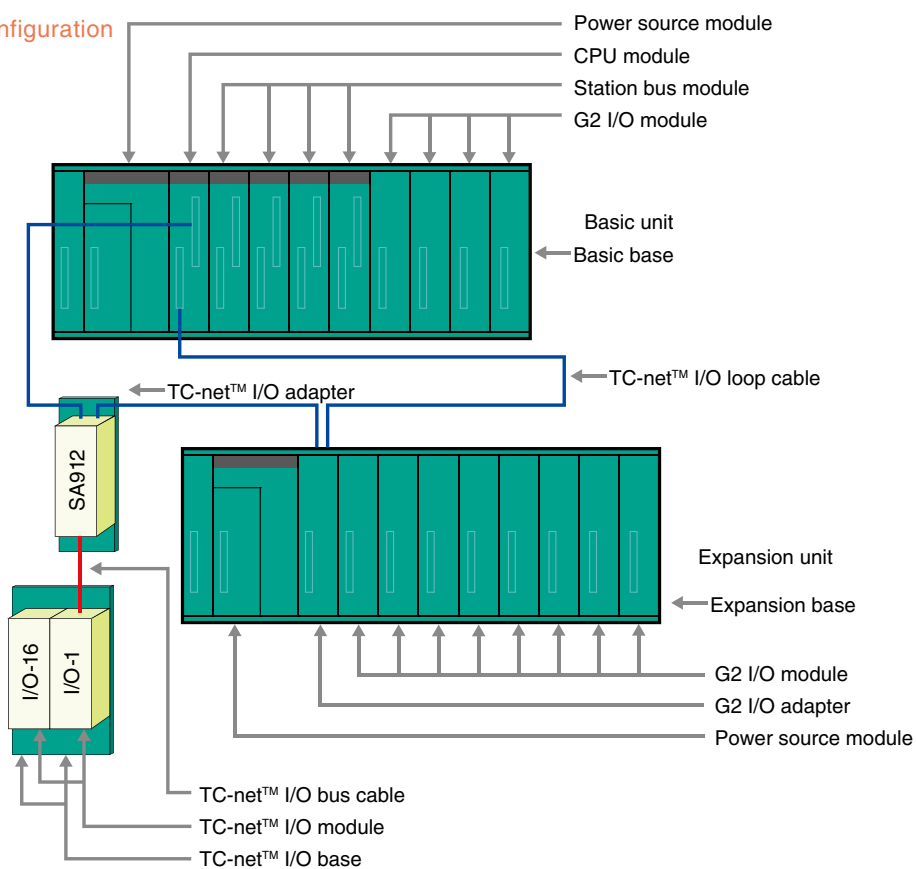 nfiguration
Power source module
CPU module
Station bus module
G2 I/O module
Basic unit
Basic base
TC-net™ I/O loop cable
TC-net™ I/O adapter
SA912
Expansion unit
Expansion base
I/O-16
I/O-1
G2 I/O module
G2 I/O adapter
Power source module
TC-net™ I/O bus cable
TC-net™ I/O module
TC-net™ I/O base